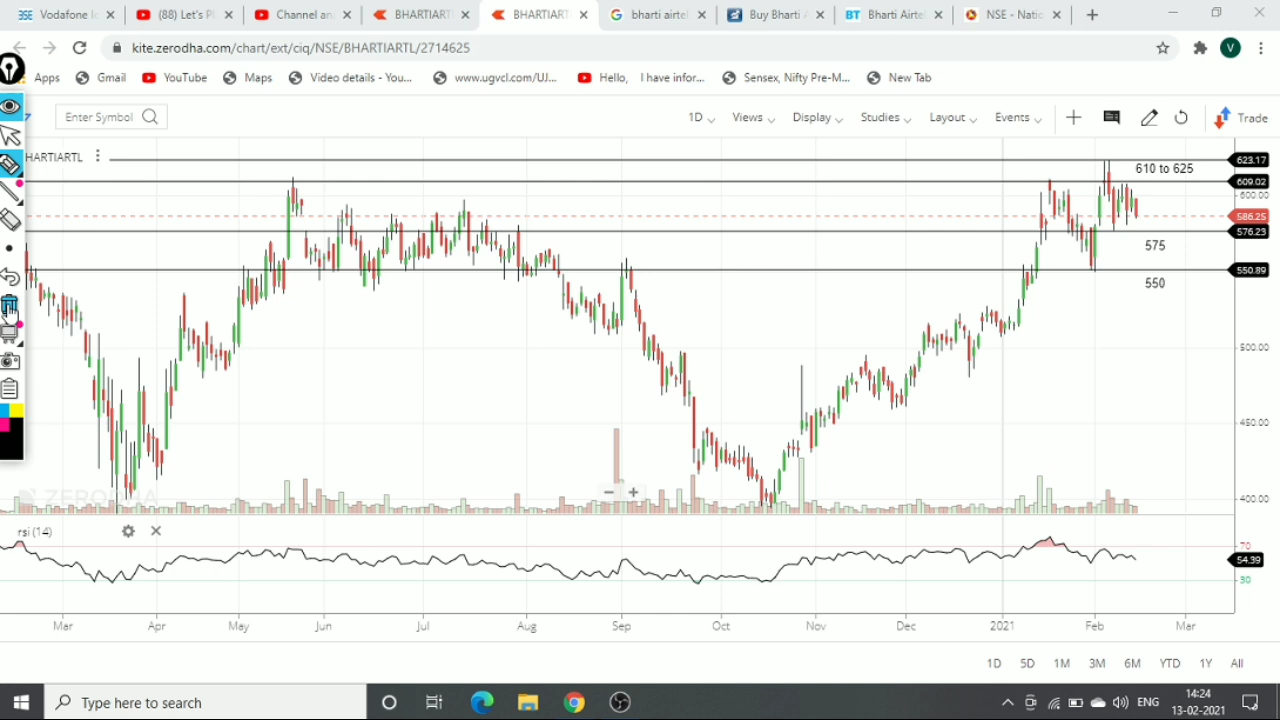 Vodafone Ic
(88) Let's Pl
Channel an
BHARTIART
BHARTIART
bharti airtel
Buy Bharti A
Bharti Airtel
NSE - Natio
kite.zerodha.com/chart/ext/ciq/NSE/BHARTIARTL/2714625
V
Apps
Gmail
YouTube
Maps
Video details - You...
www.ugvcl.com/UJ...
Hello, I have infor...
Sensex, Nifty Pre-M...
New Tab
Enter Symbol
1D
Views
Display
Studies
Layout
Events
Trade
HARTIARTL
623.17
610 to 625
609.02
600.00
586.25
576.23
575
550.89
550
500.00
450.00
400.00
ZERODHA
rsi (14)
70
54.39
30
Mar Apr May Jun Jul Aug Sep Oct Nov Dec 2021 Feb Mar
1D 5D 1M 3M 6M YTD 1Y All
Type here to search
ENG
14:24
13-02-2021